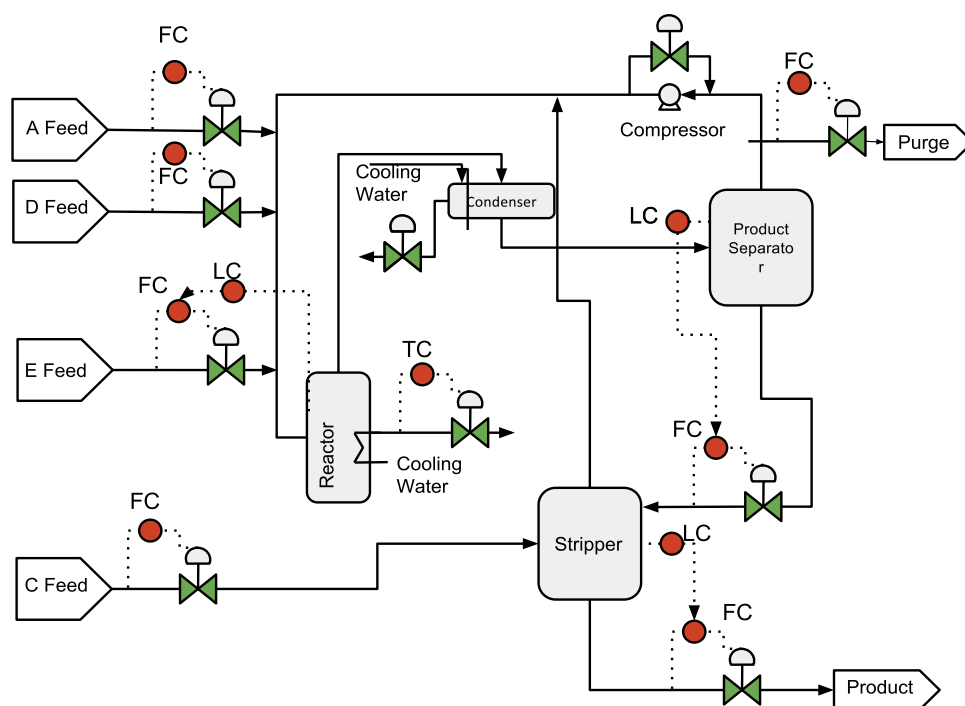 FC
FC
A Feed
Compressor
Purge
FC
Cooling
Water
D Feed
Condenser
LC
Product
Separato
r
FC
LC
E Feed
TC
Reactor
FC
Cooling
Water
FC
Stripper
LC
C Feed
FC
Product